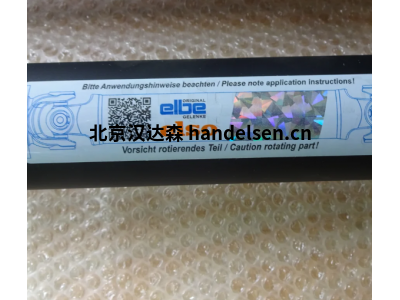 Bitte Anwendungshinweise beachten / Please note application instructions!
ORIGINAL
elbe
GELENKE
elso
北京汉达森 handelsen.cn
Vorsicht rotierendes Teil / Caution rotating part!